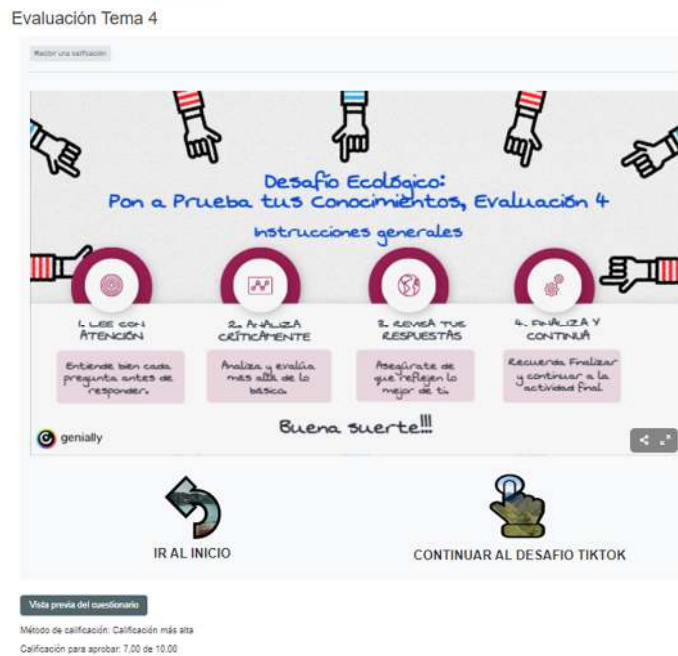 Evaluación Tema 4
Recibir una calificación
Desafío Ecológico:
Pon a Prueba tus Conocimientos, Evaluación 4
Instrucciones generales
1. LEE CON
ATENCIÓN
2. ANALIZA
CRÍTICAMENTE
3. REVISA TUS
RESPUESTAS
4. FINALIZA Y
CONTINUA
Entiende bien cada
pregunta antes de
responder.
Analiza y evalúa
más allá de lo
básico.
Asegúrate de
que reflejen lo
mejor de ti.
Recuerda Finalizar
y continuar a la
actividad final
Buena suerte!!!
genially
IR AL INICIO
CONTINUAR AL DESAFIO TIKTOK
Vista previa del cuestionario
Método de calificación: Calificación más alta
Calificación para aprobar: 7,00 de 10,00